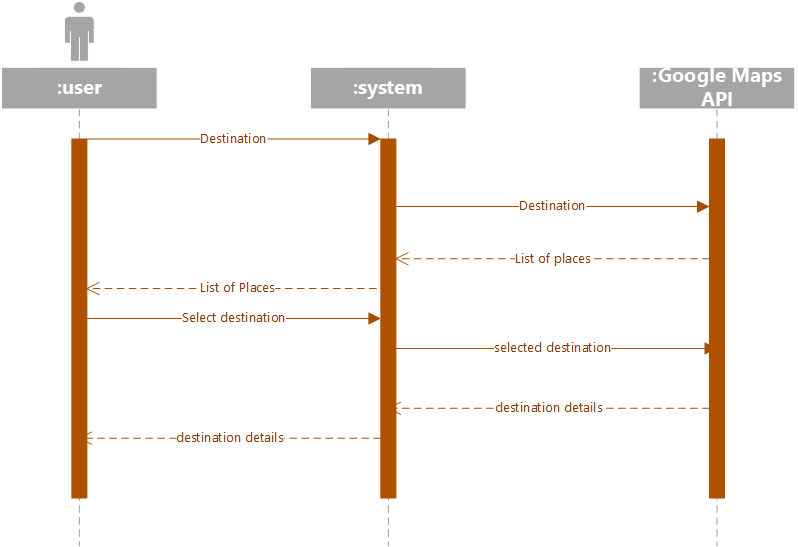 :user
:system
:Google Maps
API
Destination
Destination
List of places
List of Places
Select destination
selected destination
destination details
destination details